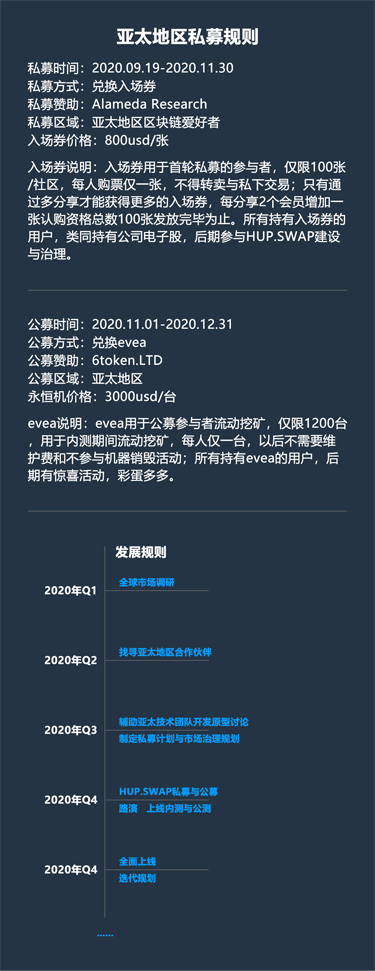 亚太地区私募规则
私募时间：2020.09.19-2020.11.30
私募方式：兑换入场券
私募赞助：Alameda Research
私募区域：亚太地区区块链爱好者
入场券价格：800usd/张
入场券说明：入场券用于首轮私募的参与者，仅限100张
/社区，每人购票仅一张，不得转卖与私下交易；只有通
过多分享才能获得更多的入场券，每分享2个会员增加一
张认购资格总数100张发放完毕为止。所有持有入场券的
用户，类同持有公司电子股，后期参与HUP.SWAP建设
与治理。
公募时间：2020.11.01-2020.12.31
公募方式：兑换evea
公募赞助：6token.LTD
公募区域：亚太地区
永恒机价格：3000usd/台
evea说明：evea用于公募参与者流动挖矿，仅限1200台
，用于内测期间流动挖矿，每人仅一台，以后不需要维
护费和不参与机器销毁活动；所有持有evea的用户，后
期有惊喜活动，彩蛋多多。
发展规则
2020年Q1
全球市场调研
2020年Q2
找寻亚太地区合作伙伴
2020年Q3
辅助亚太技术团队开发原型讨论
制定私募计划与市场治理规划
2020年Q4
HUP.SWAP私募与公募
路演 上线内测与公测
2020年Q4
全面上线
迭代规划
......